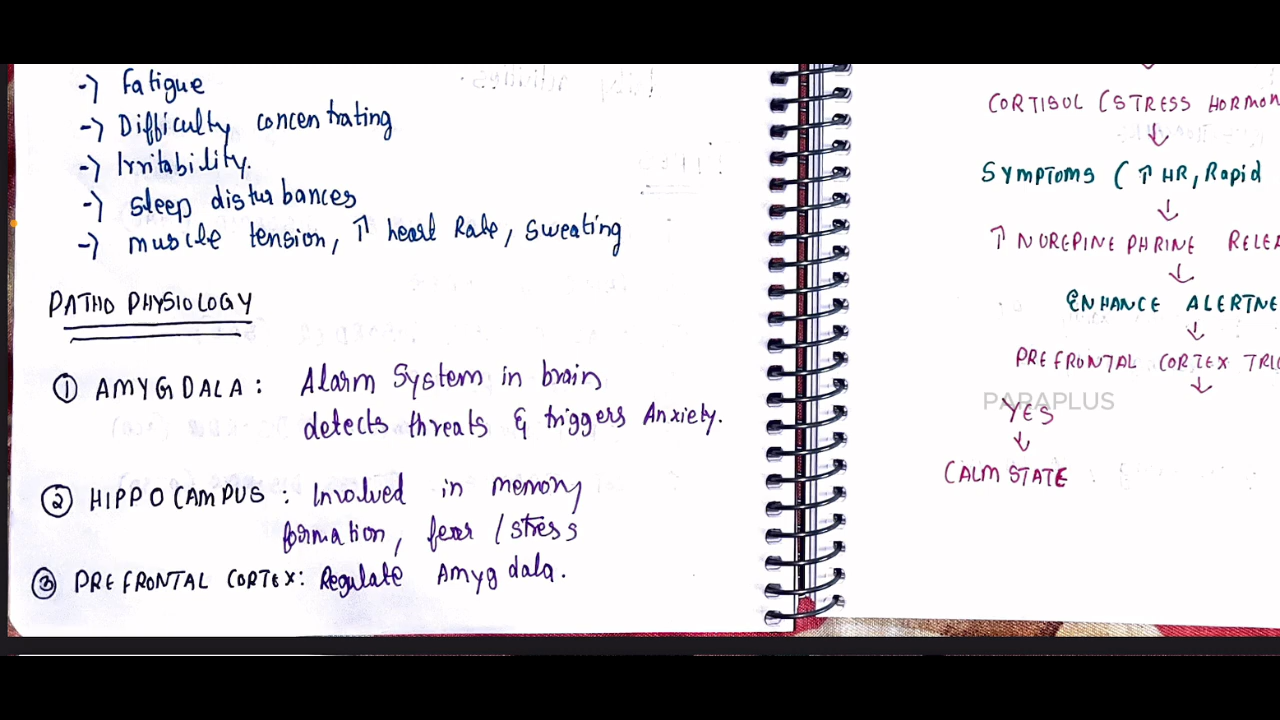 -> Fatigue
-> Difficulty concentrating
-> Irritability.
-> sleep disturbances
-> muscle tension, ↑ heart Rate, sweating
PATHO PHYSIOLOGY
① AMYGDALA : Alarm System in brain
detects threats & triggers Anxiety.
② HIPPOCAMPUS : Involved in memory
formation, fear / stress
③ PREFRONTAL CORTEX: Regulate Amygdala.
CORTISOL (STRESS HORMON
↓
SYMPTOMS ( ↑ HR, Rapid
↓
↑ NOREPINEPHRINE RELEA
↓
ENHANCE ALERTNE
↓
PREFRONTAL CORTEX
↓
PARAPLUS
YES
↓
CALM STATE